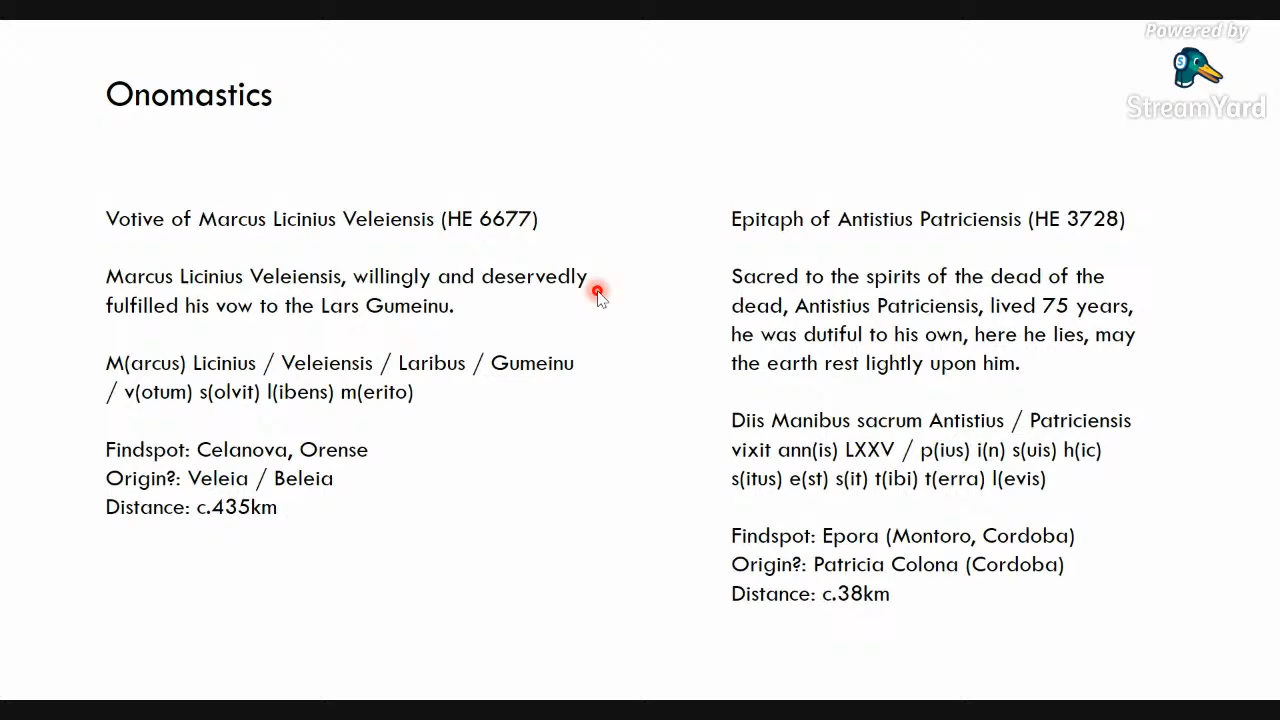 Powered by
StreamYard
Onomastics
Votive of Marcus Licinius Veleiensis (HE 6677)
Marcus Licinius Veleiensis, willingly and deservedly
fulfilled his vow to the Lars Gumeinu.
M(arcus) Licinius / Veleiensis / Laribus / Gumeinu
/ v(otum) s(olvit) l(ibens) m(erito)
Findspot: Celanova, Orense
Origin?: Veleia / Beleia
Distance: c.435km
Epitaph of Antistius Patriciensis (HE 3728)
Sacred to the spirits of the dead of the
dead, Antistius Patriciensis, lived 75 years,
he was dutiful to his own, here he lies, may
the earth rest lightly upon him.
Diis Manibus sacrum Antistius / Patriciensis
vixit ann(is) LXXV / p(ius) i(n) s(uis) h(ic)
s(itus) e(st) s(it) t(ibi) t(erra) l(evis)
Findspot: Epora (Montoro, Cordoba)
Origin?: Patricia Colona (Cordoba)
Distance: c.38km